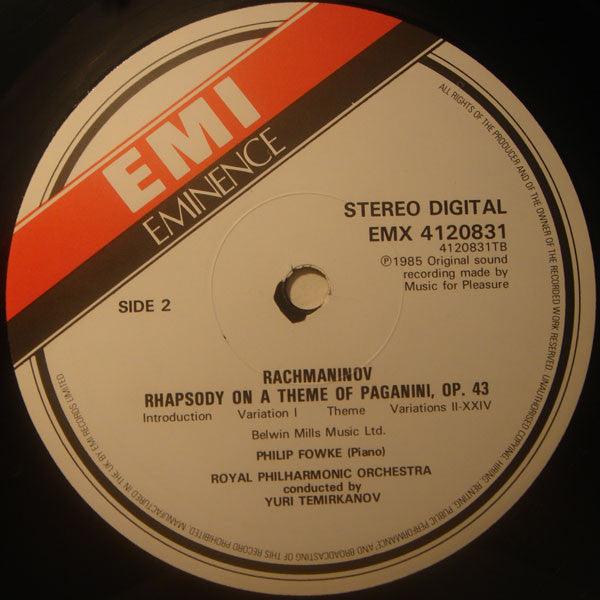 EMI
EMINENCE
STEREO DIGITAL
EMX 4120831
4120831TB
℗1985 Original sound
recording made by
Music for Pleasure
SIDE 2
RACHMANINOV
RHAPSODY ON A THEME OF PAGANINI, OP. 43
Introduction Variation I Theme Variations II-XXIV
Belwin Mills Music Ltd.
PHILIP FOWKE (Piano)
ROYAL PHILHARMONIC ORCHESTRA
conducted by
YURI TEMIRKANOV
ALL RIGHTS OF THE PRODUCER AND OF THE OWNER OF THE RECORDED WORK RESERVED. UNAUTHORISED COPYING, HIRING, RENTING, PUBLIC PERFORMANCE AND BROADCASTING OF THIS RECORD PROHIBITED. MANUFACTURED IN THE UK BY EMI RECORDS LIMITED